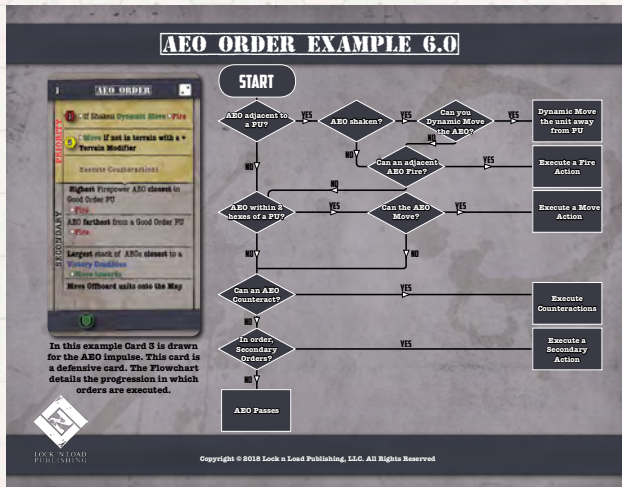 AEO ORDER EXAMPLE 6.0
AEO ORDER
PRIORITY
If Shaken Dynamic Move Fire
Move if not in terrain with a +
Terrain Modifier
Execute Counteractions
SECONDARY
Highest Firepower AEO closest to
Good Order PU
Fire
AEO farthest from a Good Order PU
Fire
Largest stack of AEOs closest to a
Victory Condition
Move towards
Move Offboard units onto the Map
In this example Card 3 is drawn
for the AEO impulse. This card is
a defensive card. The Flowchart
details the progression in which
orders are executed.
START
AEO adjacent to
a PU?
YES
AEO shaken?
YES
Can you
Dynamic Move
the AEO?
YES
Dynamic Move
the unit away
from PU
NO
NO
Can an adjacent
AEO Fire?
YES
Execute a Fire
Action
NO
NO
AEO within 2
hexes of a PU?
YES
Can the AEO
Move?
YES
Execute a Move
Action
NO
NO
Can an AEO
Counteract?
YES
Execute
Counteractions
NO
In order,
Secondary
Orders?
YES
Execute a
Secondary
Action
NO
AEO Passes
LOCK 'N LOAD
PUBLISHING
Copyright © 2018 Lock n Load Publishing, LLC. All Rights Reserved